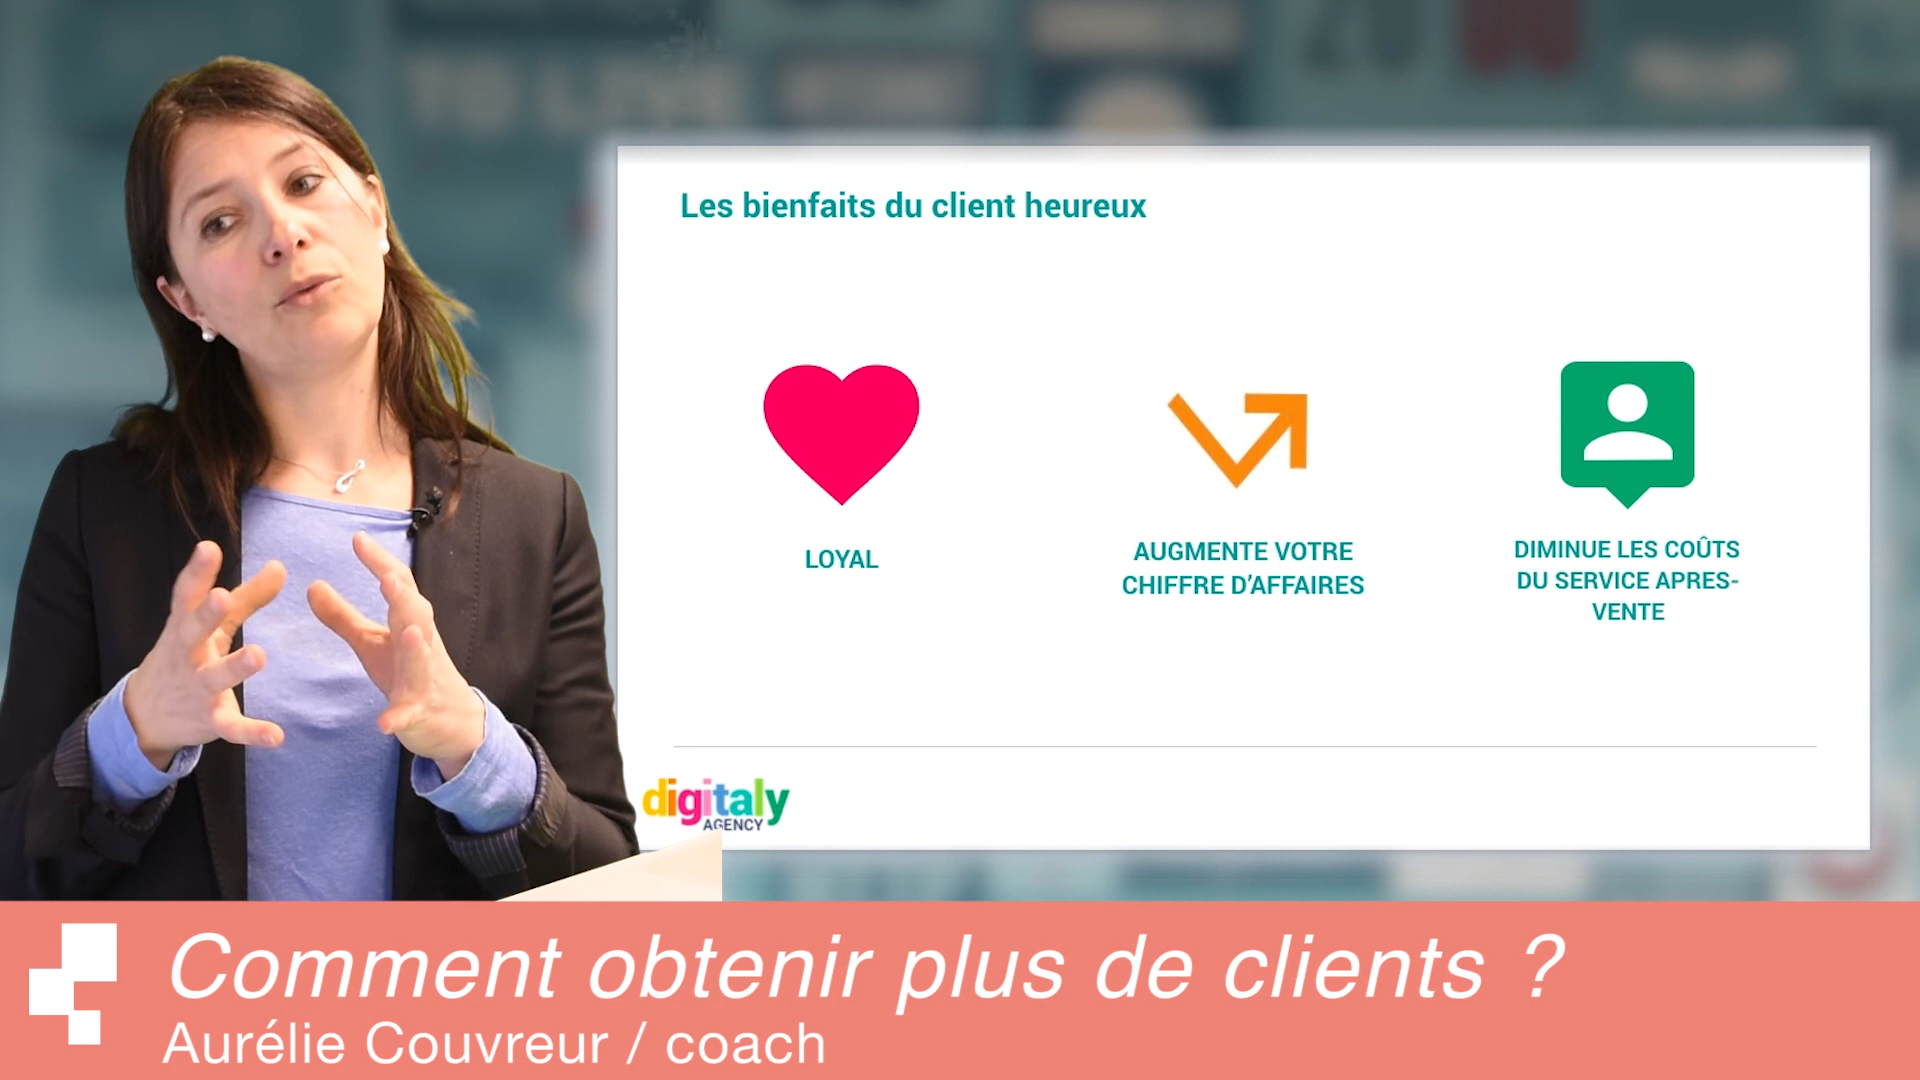 Les bienfaits du client heureux
LOYAL
AUGMENTE VOTRE
CHIFFRE D'AFFAIRES
DIMINUE LES COÛTS
DU SERVICE APRES-
VENTE
digitaly
AGENCY
Comment obtenir plus de clients ?
Aurélie Couvreur / coach